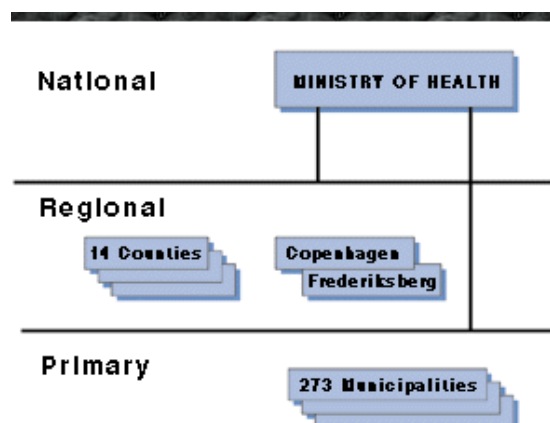 National
MINISTRY OF HEALTH
Regional
14 Counties
Copenhagen
Frederiksberg
Primary
273 Municipalities